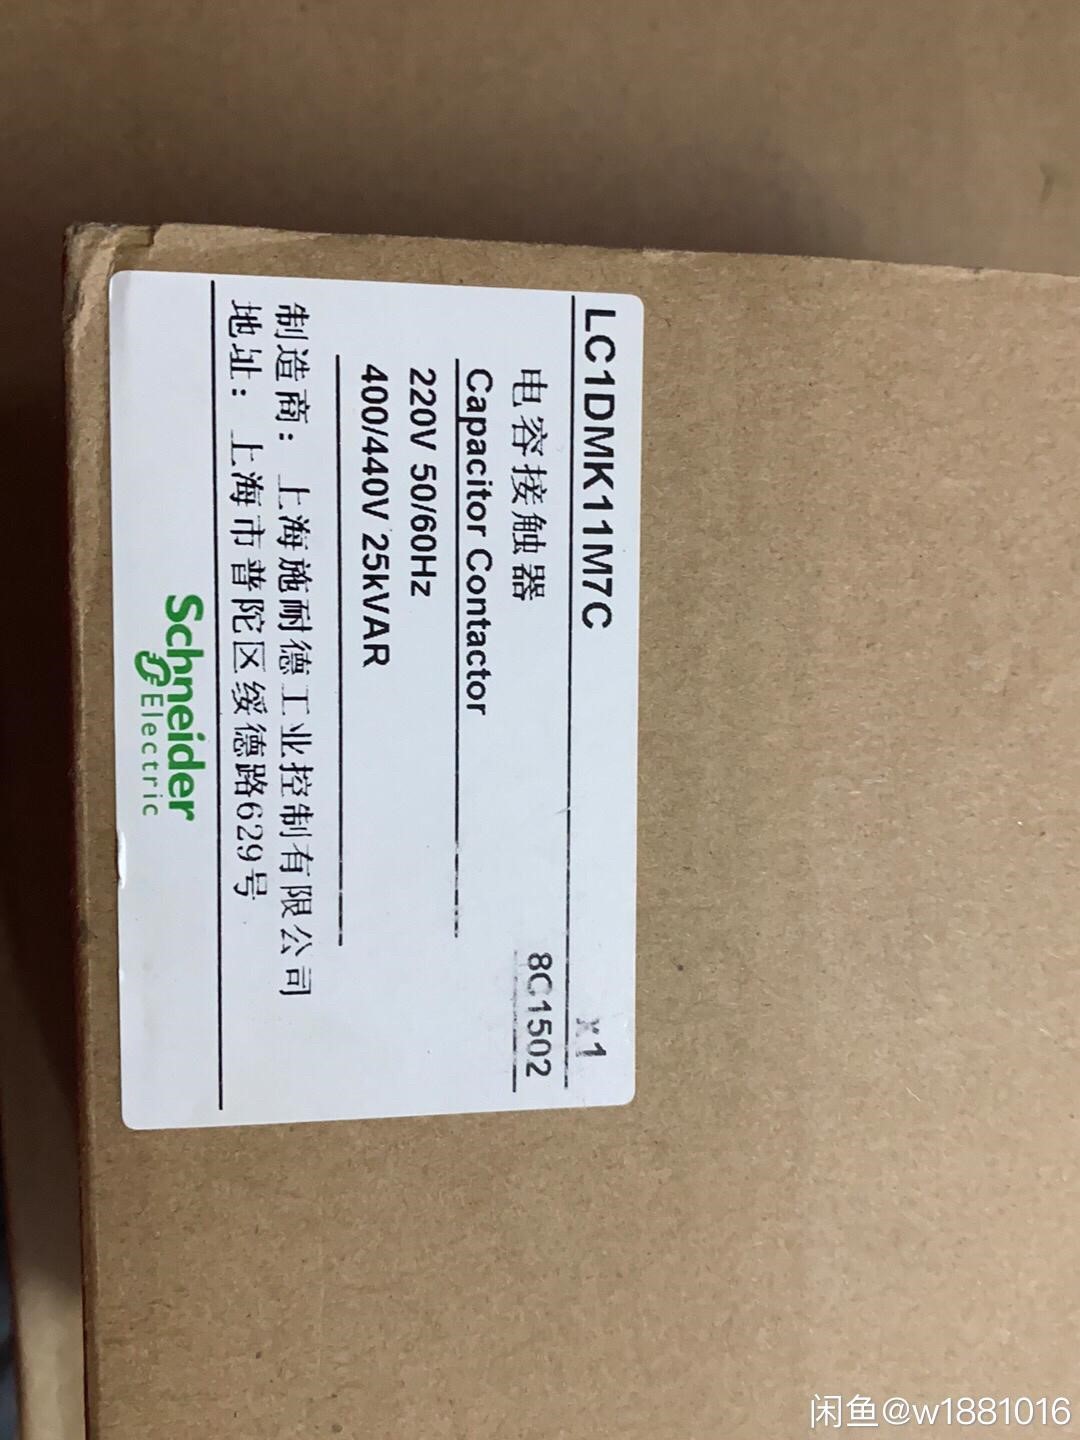 LC1DMK11M7C x1
电容接触器 8C1502
Capacitor Contactor
220V 50/60Hz
400/440V 25kVAR
制造商：上海施耐德工业控制有限公司
地址：上海市普陀区绥德路629号
Schneider
Electric
闲鱼@w1881016